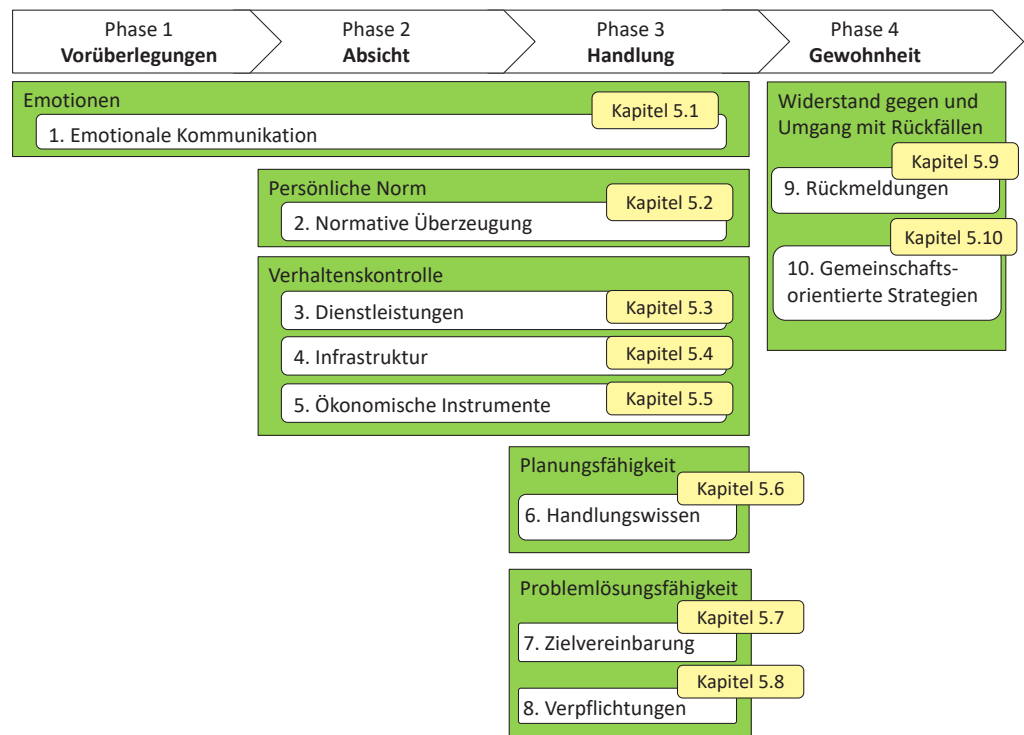 Phase 1
Vorüberlegungen
Phase 2
Absicht
Phase 3
Handlung
Phase 4
Gewohnheit
Emotionen
Kapitel 5.1
1. Emotionale Kommunikation
Persönliche Norm
Kapitel 5.2
2. Normative Überzeugung
Verhaltenskontrolle
Kapitel 5.3
3. Dienstleistungen
Kapitel 5.4
4. Infrastruktur
Kapitel 5.5
5. Ökonomische Instrumente
Planungsfähigkeit
Kapitel 5.6
6. Handlungswissen
Problemlösungsfähigkeit
Kapitel 5.7
7. Zielvereinbarung
Kapitel 5.8
8. Verpflichtungen
Widerstand gegen und
Umgang mit Rückfällen
Kapitel 5.9
9. Rückmeldungen
Kapitel 5.10
10. Gemeinschafts-
orientierte Strategien